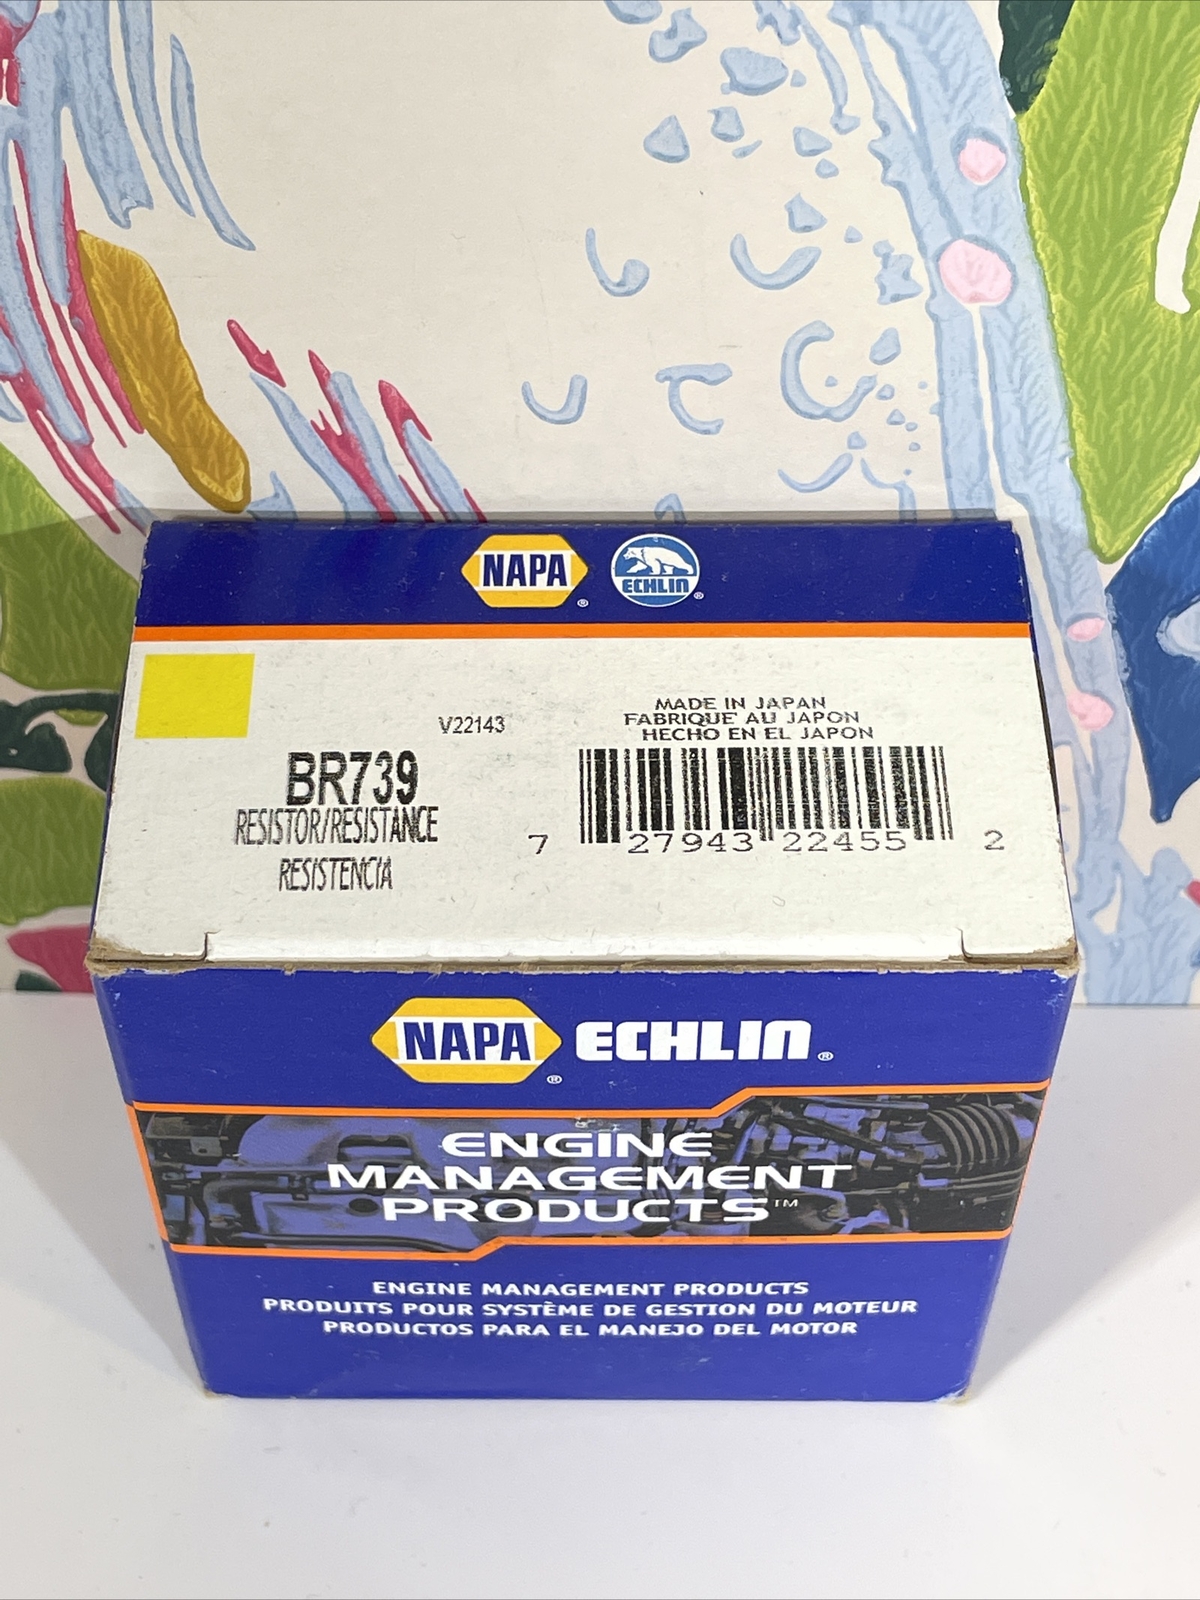 NAPA ® ECHLIN ®
V22143
MADE IN JAPAN
FABRIQUE AU JAPON
HECHO EN EL JAPON
BR739
RESISTOR/RESISTANCE
RESISTENCIA
7 27943 22455 2
NAPA ® ECHLIN ®
ENGINE
MANAGEMENT
PRODUCTS™
ENGINE MANAGEMENT PRODUCTS
PRODUITS POUR SYSTÈME DE GESTION DU MOTEUR
PRODUCTOS PARA EL MANEJO DEL MOTOR